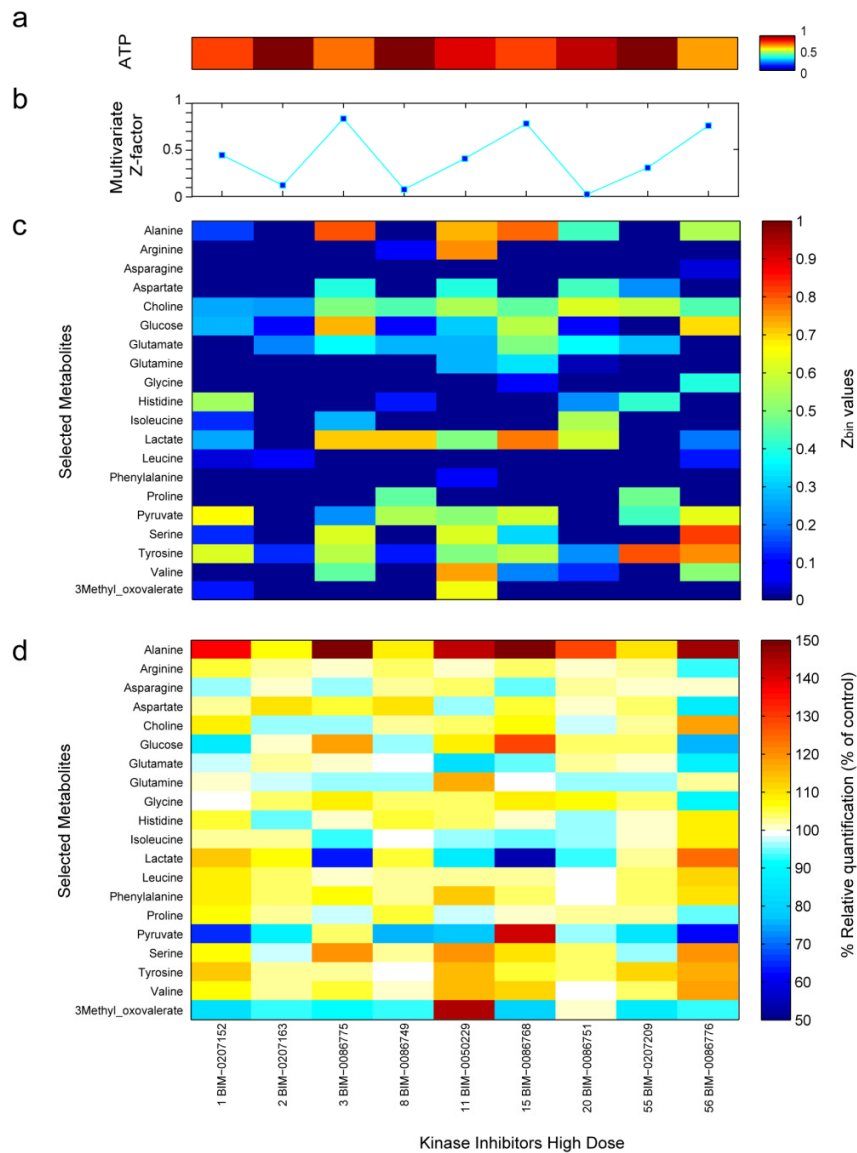 a
ATP
1
0.5
0
b
Multivariate
Z-factor
1
0.5
0
c
Selected Metabolites
Alanine
Arginine
Asparagine
Aspartate
Choline
Glucose
Glutamate
Glutamine
Glycine
Histidine
Isoleucine
Lactate
Leucine
Phenylalanine
Proline
Pyruvate
Serine
Tyrosine
Valine
3Methyl_oxovalerate
1
0.9
0.8
0.7
0.6
0.5
0.4
0.3
0.2
0.1
0
Zbin values
d
Selected Metabolites
Alanine
Arginine
Asparagine
Aspartate
Choline
Glucose
Glutamate
Glutamine
Glycine
Histidine
Isoleucine
Lactate
Leucine
Phenylalanine
Proline
Pyruvate
Serine
Tyrosine
Valine
3Methyl_oxovalerate
150
140
130
120
110
100
90
80
70
60
50
% Relative quantification (% of control)
1 BIM-0207152
2 BIM-0207163
3 BIM-0086775
8 BIM-0086749
11 BIM-0050229
15 BIM-0086768
20 BIM-0086751
55 BIM-0207209
56 BIM-0086776
Kinase Inhibitors High Dose